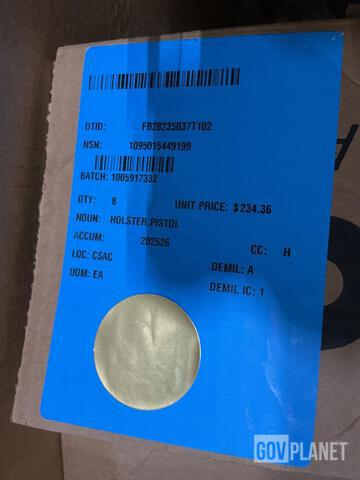 DTID: FB28235037T102
NSN: 1095015449199
BATCH: 1005917332
QTY: 8 UNIT PRICE: $234.36
NOUN: HOLSTER,PISTOL
ACCUM: 202526 CC: H
LOC: CSAC DEMIL: A
UOM: EA DEMIL IC: 1
GOVPLANET